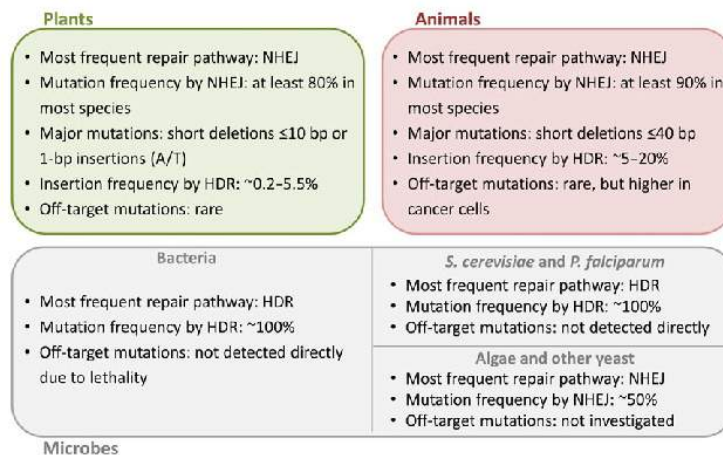 Plants
• Most frequent repair pathway: NHEJ
• Mutation frequency by NHEJ: at least 80% in
most species
• Major mutations: short deletions ≤10 bp or
1-bp insertions (A/T)
• Insertion frequency by HDR: ~0.2–5.5%
• Off-target mutations: rare
Animals
• Most frequent repair pathway: NHEJ
• Mutation frequency by NHEJ: at least 90% in
most species
• Major mutations: short deletions ≤40 bp
• Insertion frequency by HDR: ~5–20%
• Off-target mutations: rare, but higher in
cancer cells
Bacteria
• Most frequent repair pathway: HDR
• Mutation frequency by HDR: ~100%
• Off-target mutations: not detected directly
due to lethality
S. cerevisiae and P. falciparum
• Most frequent repair pathway: HDR
• Mutation frequency by HDR: ~100%
• Off-target mutations: not detected directly
Algae and other yeast
• Most frequent repair pathway: NHEJ
• Mutation frequency by NHEJ: ~50%
• Off-target mutations: not investigated
Microbes